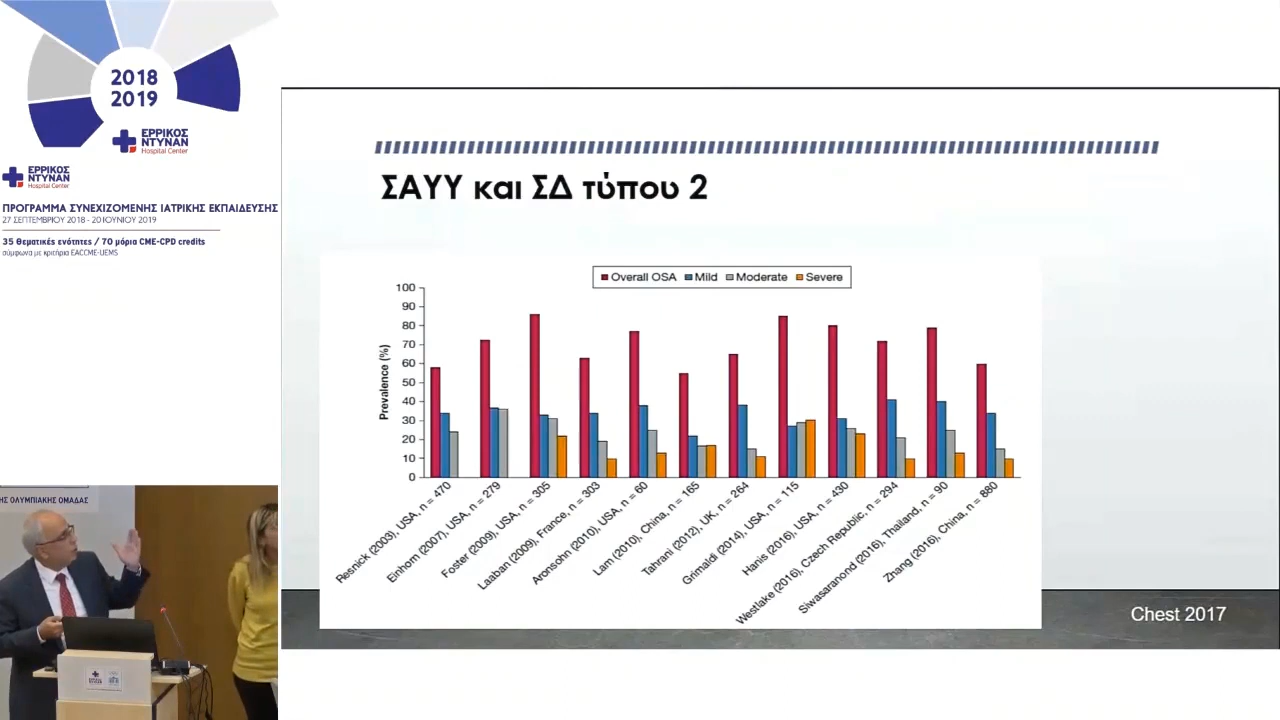 2018
2019
ΕΡΡΙΚΟΣ
ΝΤΥΝΑΝ
Hospital Center
ΕΡΡΙΚΟΣ
ΝΤΥΝΑΝ
Hospital Center
ΠΡΟΓΡΑΜΜΑ ΣΥΝΕΧΙΖΟΜΕΝΗΣ ΙΑΤΡΙΚΗΣ ΕΚΠΑΙΔΕΥΣΗΣ
27 ΣΕΠΤΕΜΒΡΙΟΥ 2018 - 20 ΙΟΥΝΙΟΥ 2019
35 θεματικές ενότητες / 70 μόρια CME-CPD credits
σύμφωνα με κριτήρια EACCME-UEMS
ΣΑΥΥ και ΣΔ τύπου 2
Overall OSA Mild Moderate Severe
Prevalence (%)
100
90
80
70
60
50
40
30
20
10
0
Resnick (2003), USA, n = 470
Einhorn (2007), USA, n = 279
Foster (2009), USA, n = 305
Laaban (2009), France, n = 303
Aronsohn (2010), USA, n = 60
Lam (2010), China, n = 165
Tahrani (2012), UK, n = 264
Grimaldi (2014), USA, n = 115
Hanis (2016), USA, n = 430
Westlake (2016), Czech Republic, n = 294
Siwasaranond (2016), Thailand, n = 90
Zhang (2016), China, n = 880
Chest 2017
ΗΣ ΟΛΥΜΠΙΑΚΗΣ ΟΜΑΔΑΣ